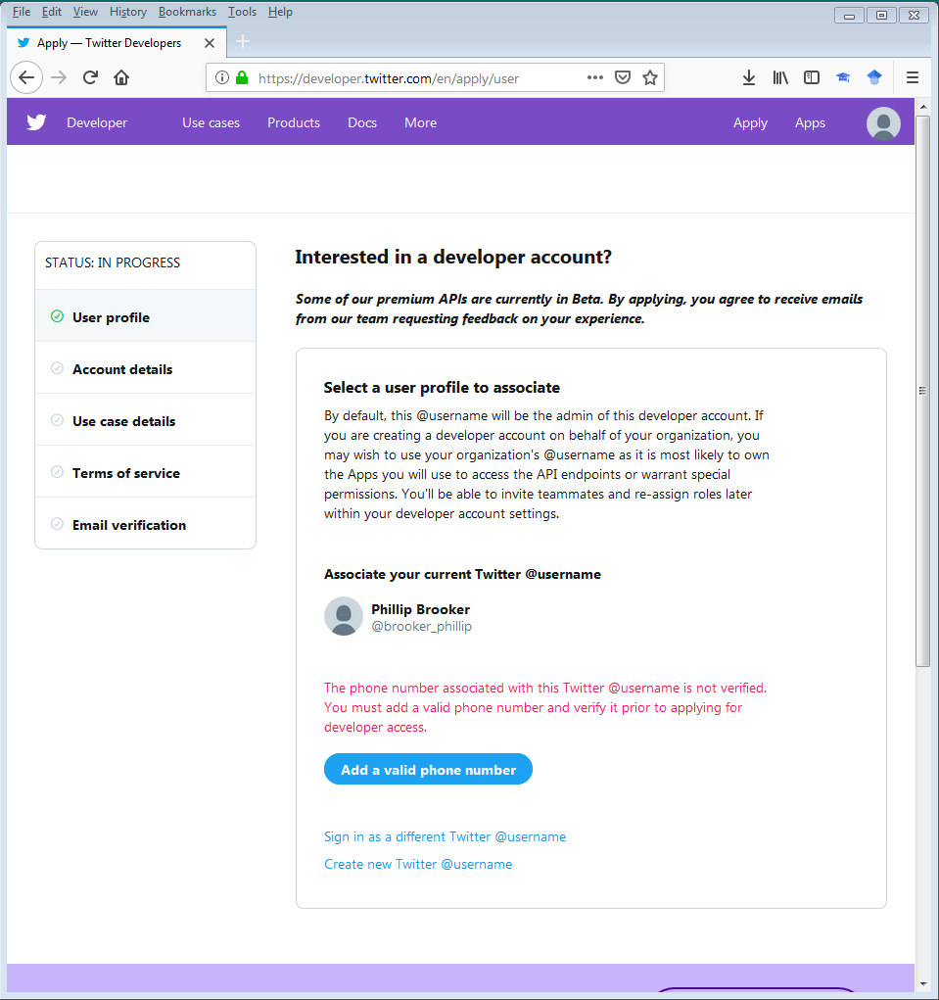 File Edit View History Bookmarks Tools Help
Apply — Twitter Developers
https://developer.twitter.com/en/apply/user
Developer Use cases Products Docs More Apply Apps
STATUS: IN PROGRESS
User profile
Account details
Use case details
Terms of service
Email verification
Interested in a developer account?
Some of our premium APIs are currently in Beta. By applying, you agree to receive emails
from our team requesting feedback on your experience.
Select a user profile to associate
By default, this @username will be the admin of this developer account. If
you are creating a developer account on behalf of your organization, you
may wish to use your organization's @username as it is most likely to own
the Apps you will use to access the API endpoints or warrant special
permissions. You'll be able to invite teammates and re-assign roles later
within your developer account settings.
Associate your current Twitter @username
Phillip Brooker
@brooker_phillip
The phone number associated with this Twitter @username is not verified.
You must add a valid phone number and verify it prior to applying for
developer access.
Add a valid phone number
Sign in as a different Twitter @username
Create new Twitter @username